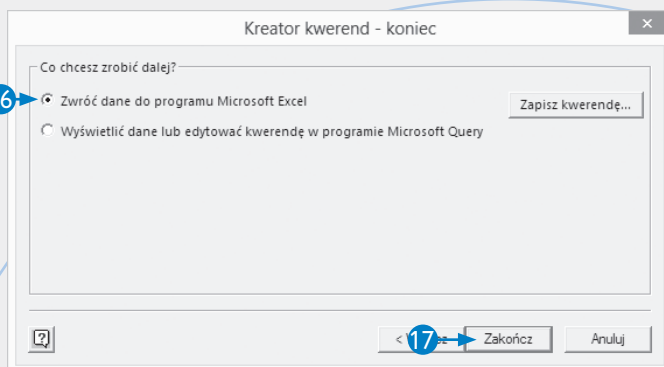 Kreator kwerend - koniec
Co chcesz zrobić dalej?
6 Zwróć dane do programu Microsoft Excel
Zapisz kwerendę...
Wyświetlić dane lub edytować kwerendę w programie Microsoft Query
< 17 Zakończ Anuluj